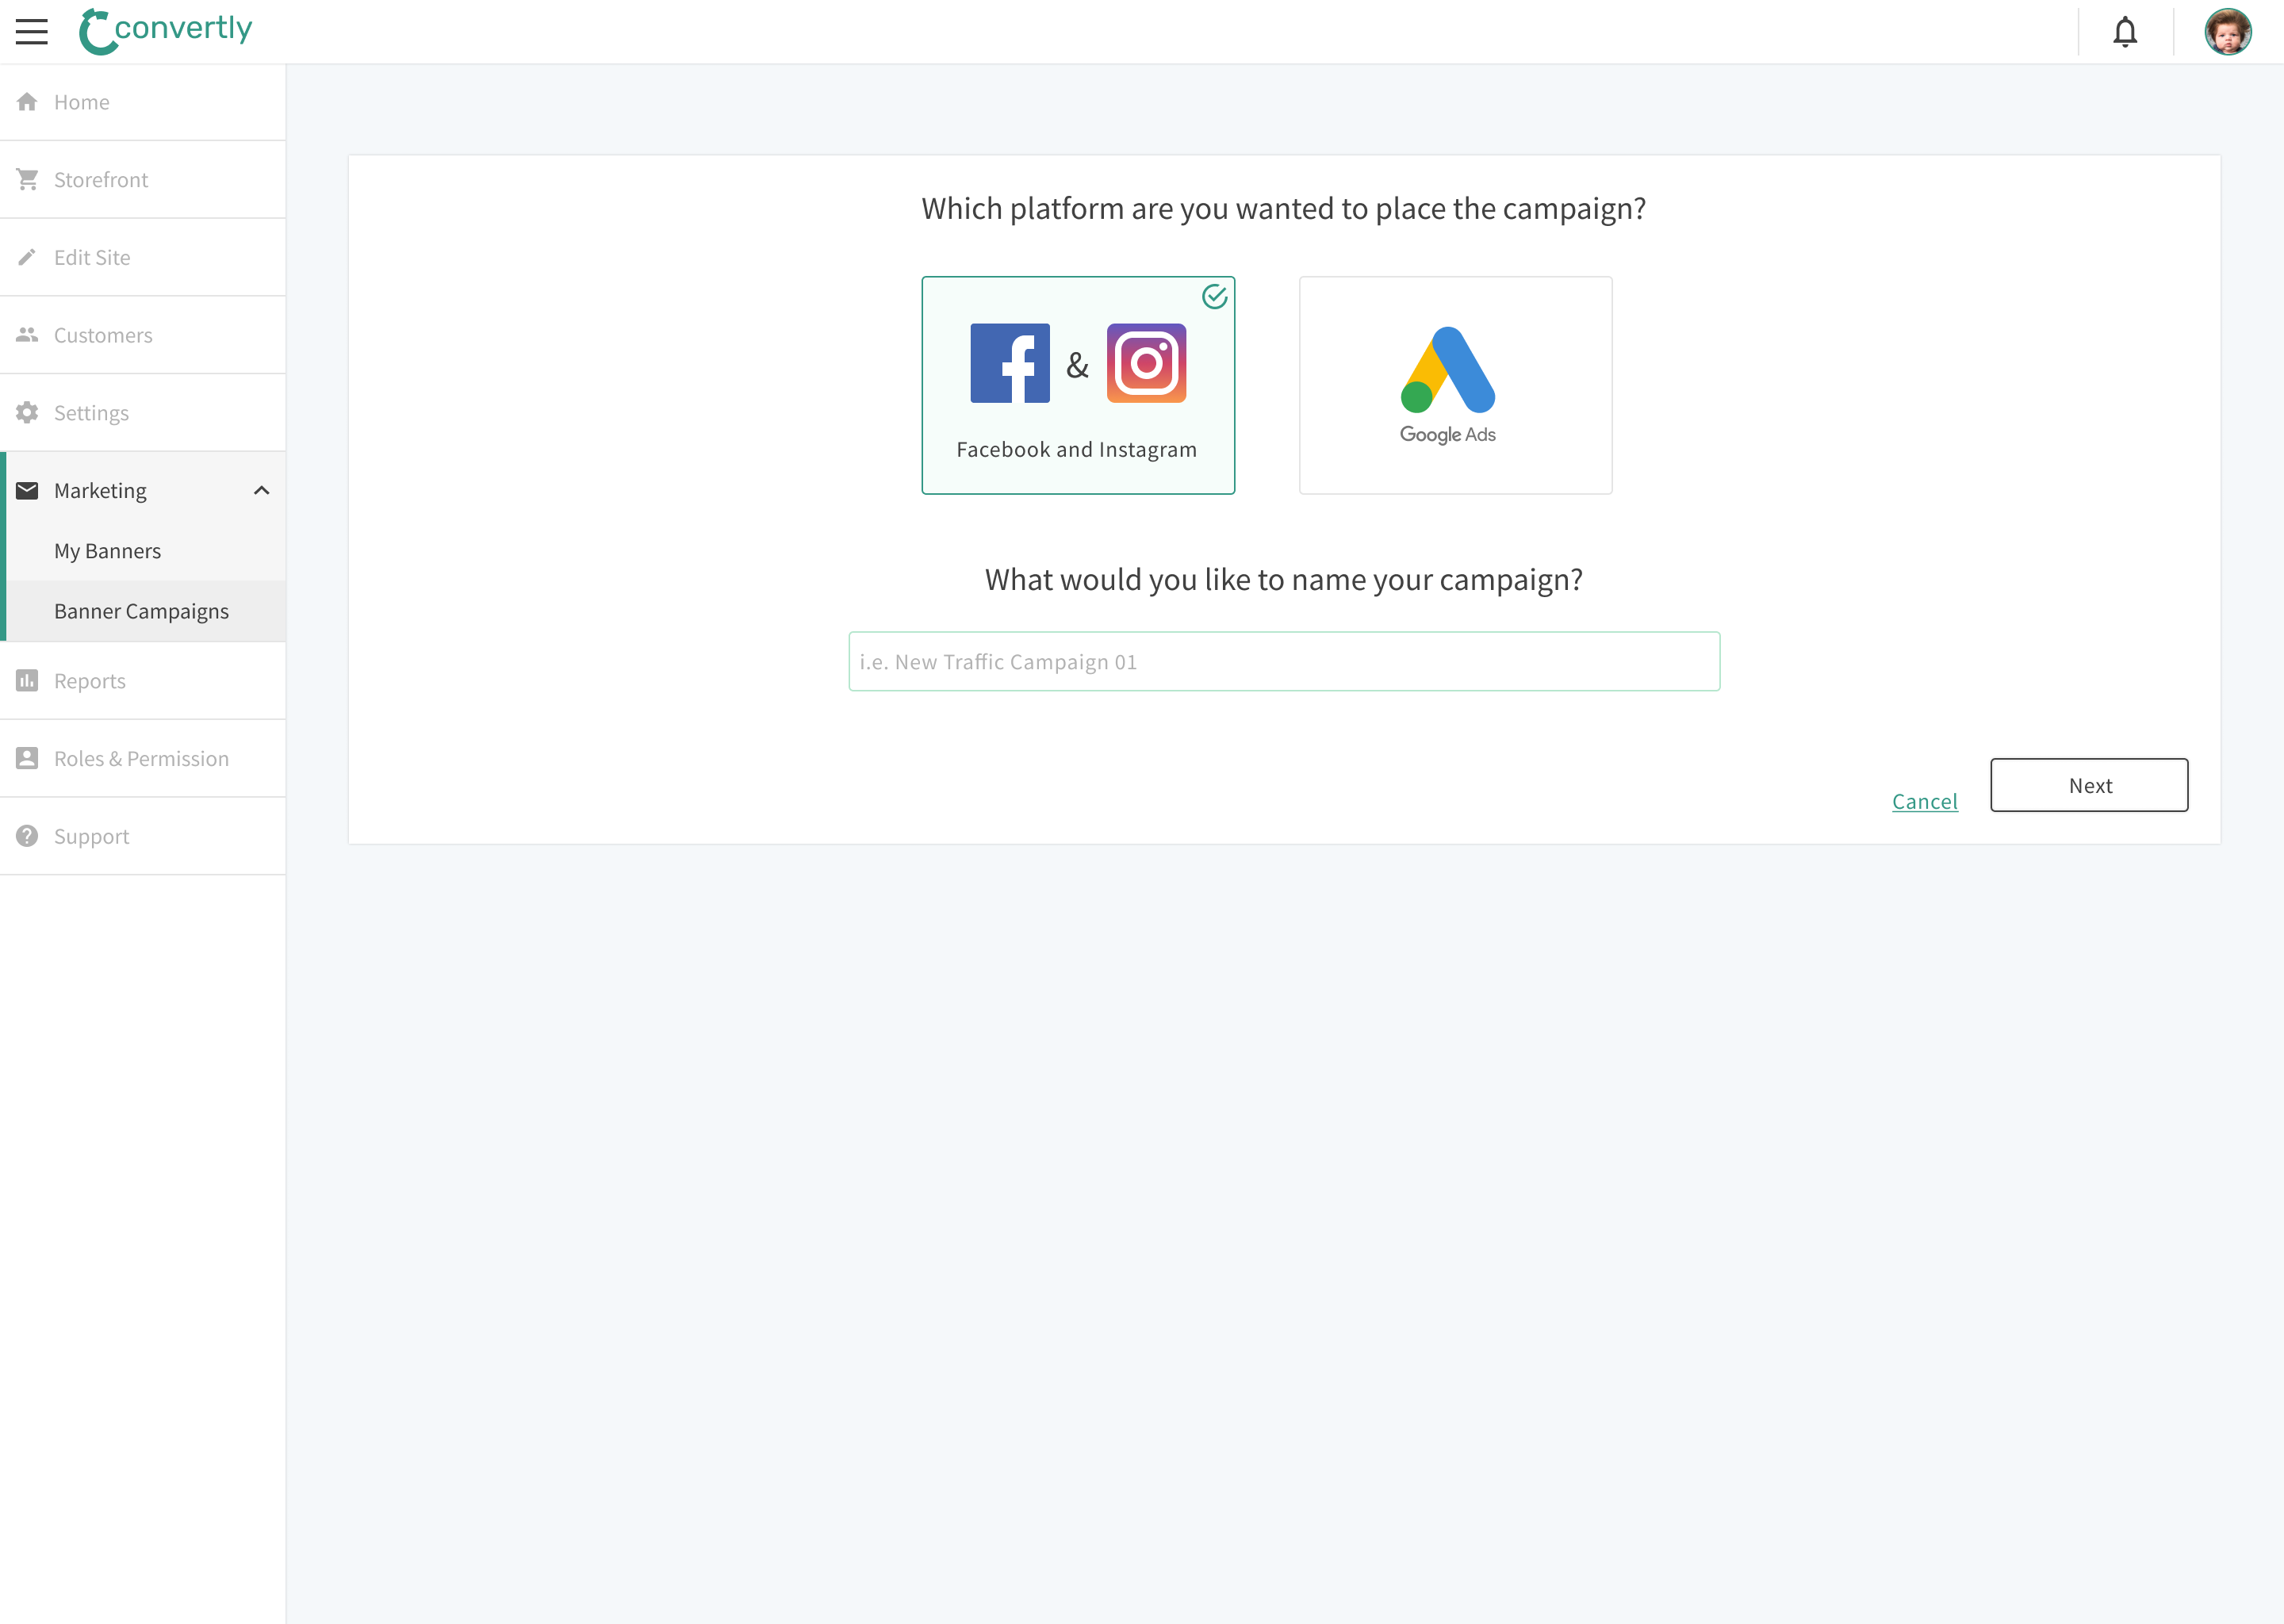 convertly
Home
Storefront
Edit Site
Customers
Settings
Marketing
My Banners
Banner Campaigns
Reports
Roles & Permission
Support
Which platform are you wanted to place the campaign?
&
Facebook and Instagram
Google Ads
What would you like to name your campaign?
i.e. New Traffic Campaign 01
Cancel
Next